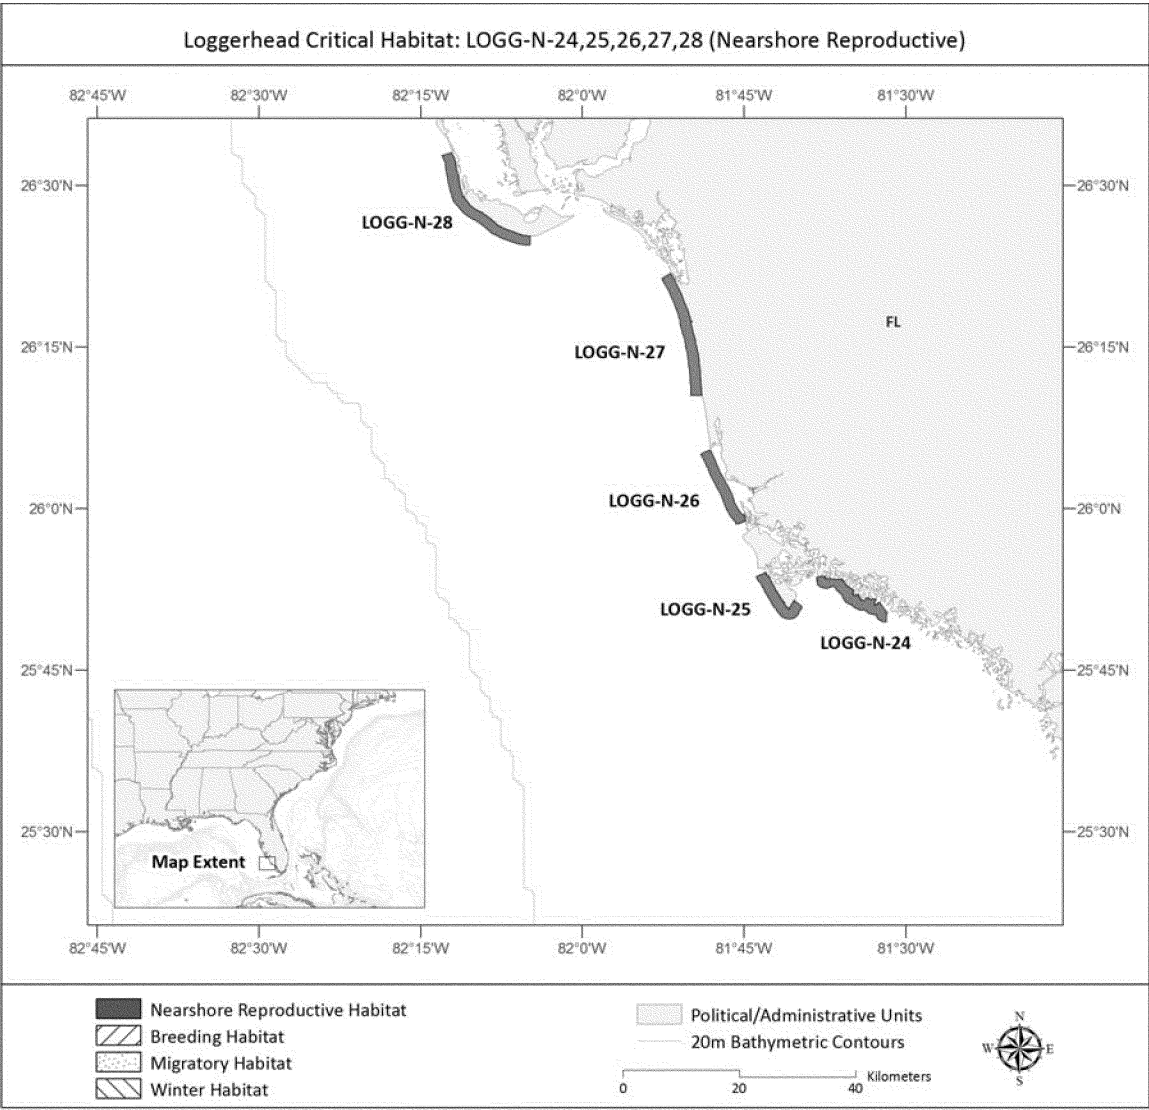 Loggerhead Critical Habitat: LOGG-N-24,25,26,27,28 (Nearshore Reproductive)
82°45'W 82°30'W 82°15'W 82°0'W 81°45'W 81°30'W
26°30'N 26°30'N
LOGG-N-28
FL
26°15'N LOGG-N-27 26°15'N
LOGG-N-26
26°0'N 26°0'N
LOGG-N-25
LOGG-N-24
25°45'N 25°45'N
25°30'N 25°30'N
Map Extent
82°45'W 82°30'W 82°15'W 82°0'W 81°45'W 81°30'W
Nearshore Reproductive Habitat
Breeding Habitat
Migratory Habitat
Winter Habitat
Political/Administrative Units
20m Bathymetric Contours
Kilometers
0 20 40
N
W E
S